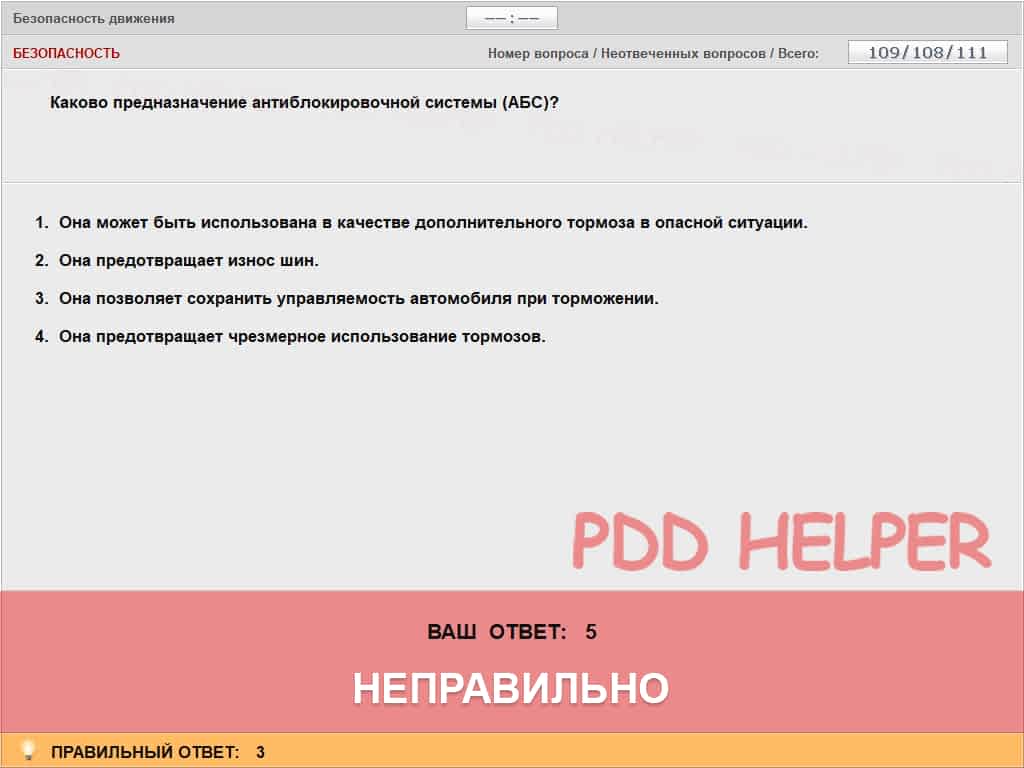 Безопасность движения
−− : −−
БЕЗОПАСНОСТЬ
Номер вопроса / Неотвеченных вопросов / Всего:
109/108/111
Каково предназначение антиблокировочной системы (АБС)?
PDD HELPER
1. Она может быть использована в качестве дополнительного тормоза в опасной ситуации.
2. Она предотвращает износ шин.
3. Она позволяет сохранить управляемость автомобиля при торможении.
4. Она предотвращает чрезмерное использование тормозов.
PDD HELPER
ВАШ ОТВЕТ: 5
НЕПРАВИЛЬНО
ПРАВИЛЬНЫЙ ОТВЕТ: 3